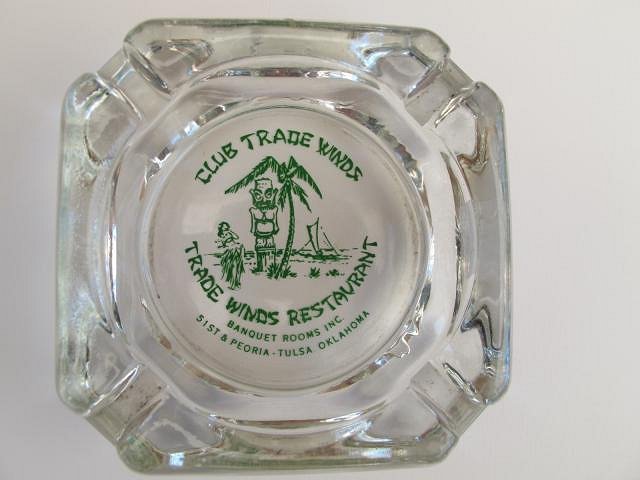 CLUB TRADE WINDS
TRADE WINDS RESTAURANT
BANQUET ROOMS INC.
51ST & PEORIA - TULSA OKLAHOMA